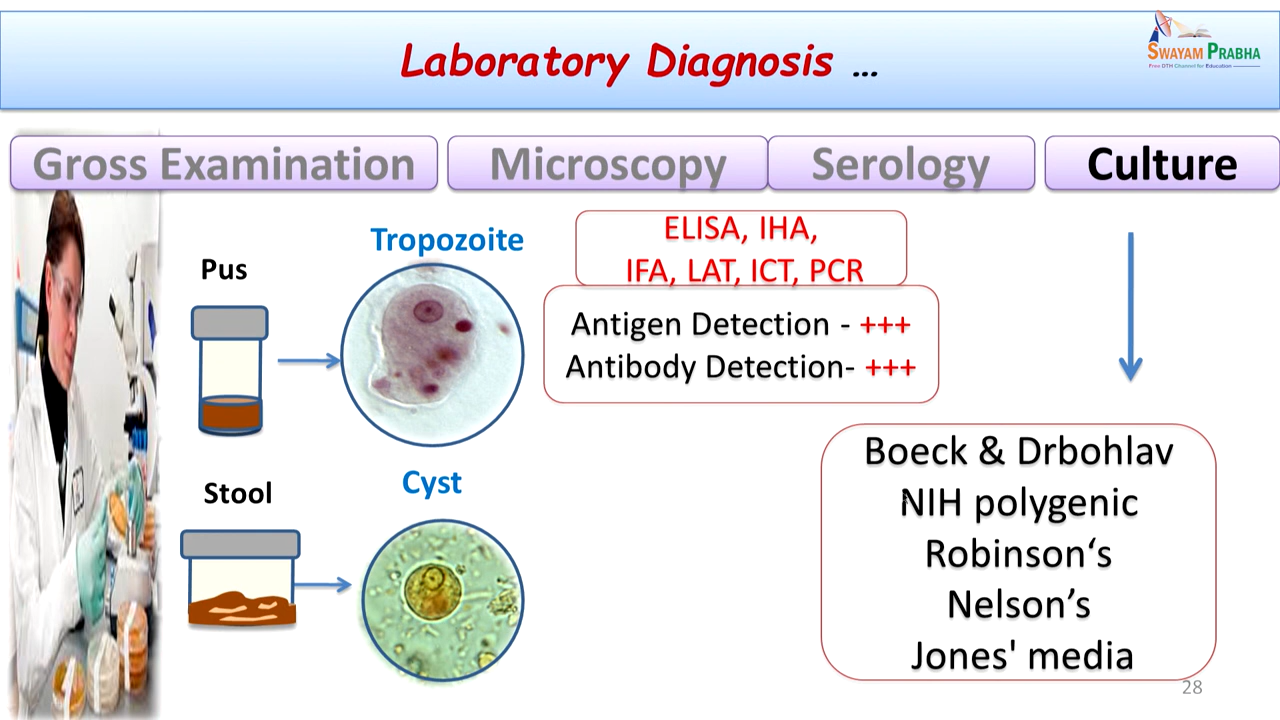 Laboratory Diagnosis ...
SWAYAM PRABHA
Free DTH Channel for Education
Gross Examination
Microscopy
Serology
Culture
Pus
Tropozoite
ELISA, IHA,
IFA, LAT, ICT, PCR
Antigen Detection - +++
Antibody Detection- +++
Stool
Cyst
Boeck & Drbohlav
NIH polygenic
Robinson‘s
Nelson’s
Jones' media
28